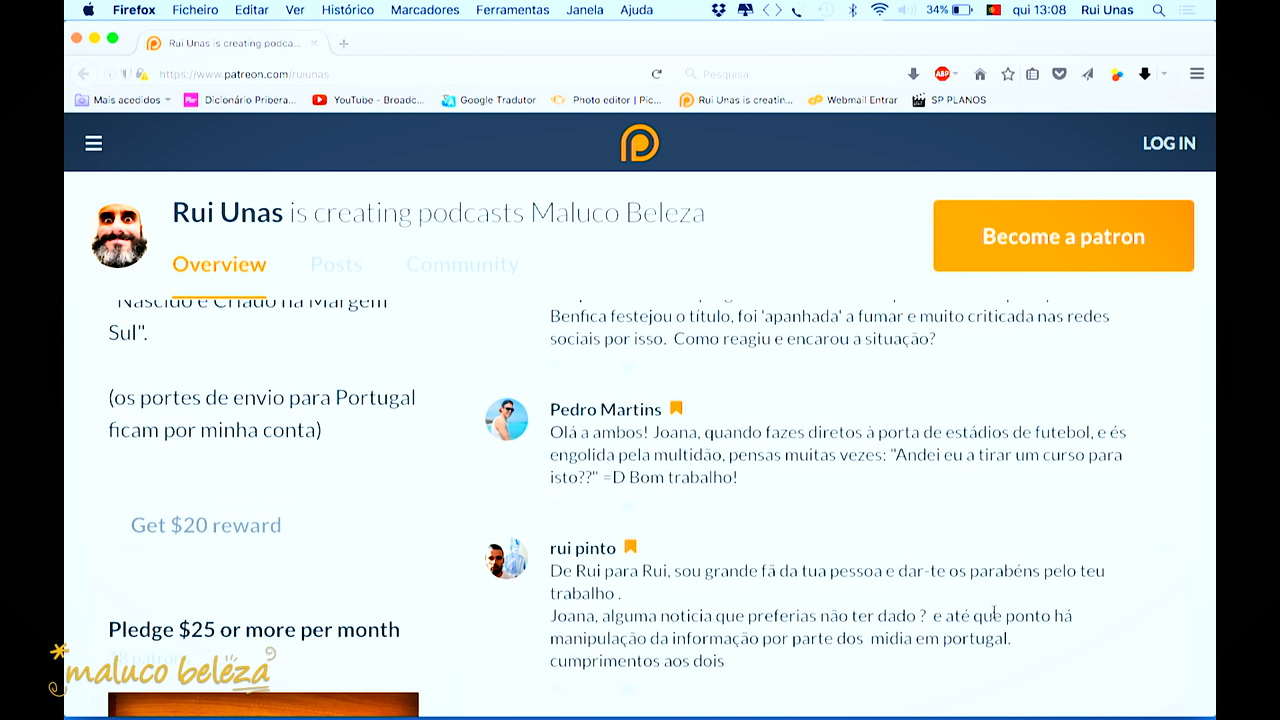 Firefox Ficheiro Editar Ver Histórico Marcadores Ferramentas Janela Ajuda 34% qui 13:08 Rui Unas
Rui Unas is creating podca...
https://www.patreon.com/ruiunas Pesquisa ABP
Mais acedidos Dicionário Pribera... YouTube - Broadc... Google Tradutor Photo editor | Pic... Rui Unas is creatin... Webmail Entrar SP PLANOS
LOG IN
Rui Unas is creating podcasts Maluco Beleza
Become a patron
Overview Posts Community
"Nascido e Criado na Margem
Sul".
(os portes de envio para Portugal
ficam por minha conta)
Get $20 reward
Pledge $25 or more per month
Benfica festejou o título, foi 'apanhada' a fumar e muito criticada nas redes
sociais por isso. Como reagiu e encarou a situação?
Pedro Martins
Olá a ambos! Joana, quando fazes diretos à porta de estádios de futebol, e és
engolida pela multidão, pensas muitas vezes: "Andei eu a tirar um curso para
isto??" =D Bom trabalho!
rui pinto
De Rui para Rui, sou grande fã da tua pessoa e dar-te os parabéns pelo teu
trabalho .
Joana, alguma noticia que preferias não ter dado ? e até que ponto há
manipulação da informação por parte dos midia em portugal.
cumprimentos aos dois
maluco beleza